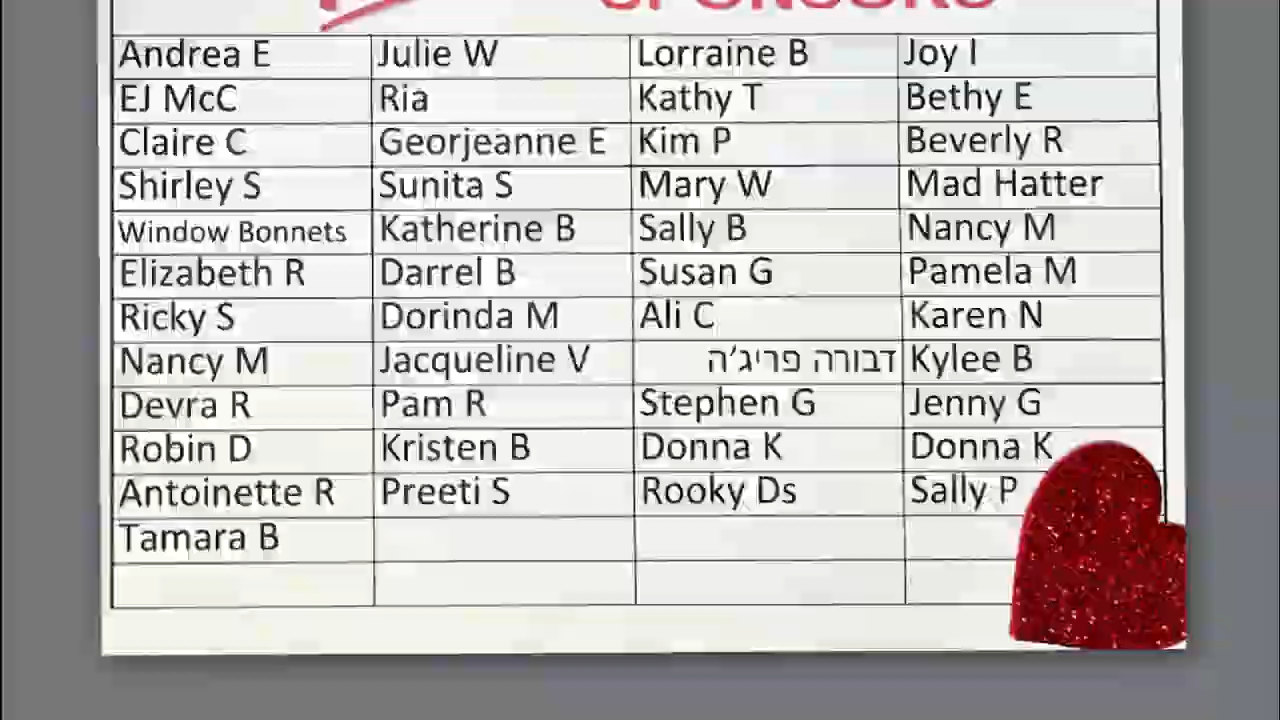 SPONSORS
Andrea E Julie W Lorraine B Joy I
EJ McC Ria Kathy T Bethy E
Claire C Georjeanne E Kim P Beverly R
Shirley S Sunita S Mary W Mad Hatter
Window Bonnets Katherine B Sally B Nancy M
Elizabeth R Darrel B Susan G Pamela M
Ricky S Dorinda M Ali C Karen N
Nancy M Jacqueline V דבורה פריג'ה Kylee B
Devra R Pam R Stephen G Jenny G
Robin D Kristen B Donna K Donna K
Antoinette R Preeti S Rooky Ds Sally P
Tamara B